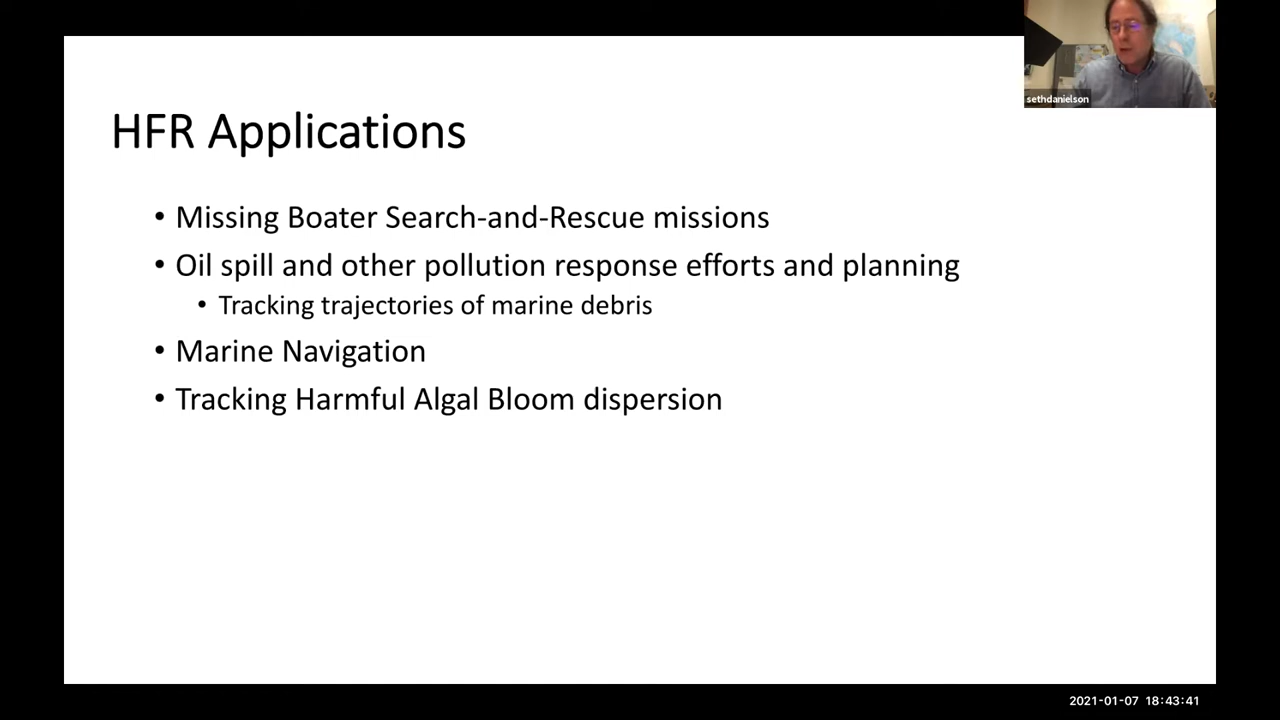 sethdanielson
HFR Applications
• Missing Boater Search-and-Rescue missions
• Oil spill and other pollution response efforts and planning
• Tracking trajectories of marine debris
• Marine Navigation
• Tracking Harmful Algal Bloom dispersion
2021-01-07 18:43:41